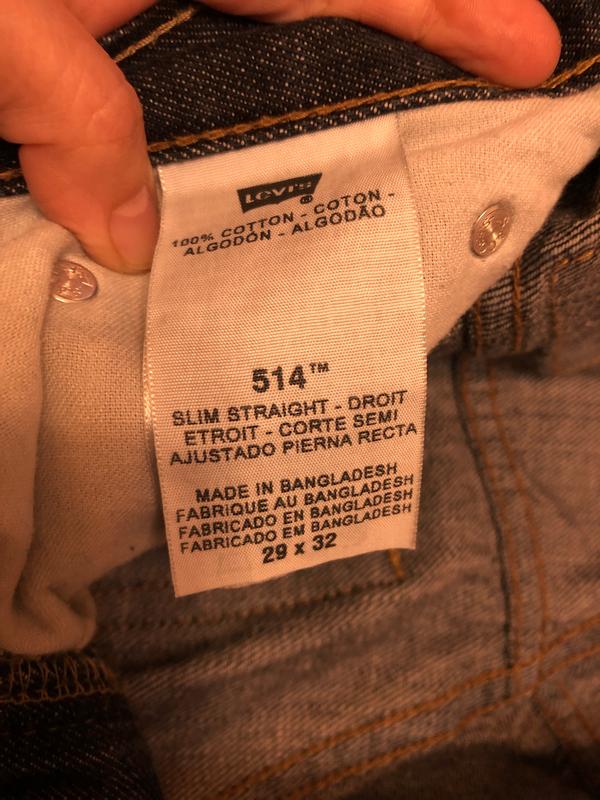 Levi's®
100% COTTON - COTON -
ALGODÓN - ALGODÃO
514™
SLIM STRAIGHT - DROIT
ETROIT - CORTE SEMI
AJUSTADO PIERNA RECTA
MADE IN BANGLADESH
FABRIQUE AU BANGLADESH
FABRICADO EN BANGLADESH
FABRICADO EM BANGLADESH
29 x 32